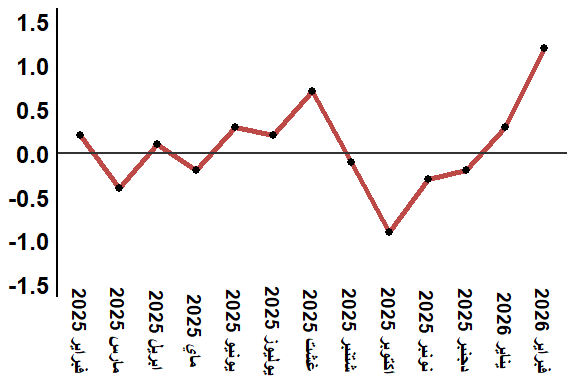 1.5
1.0
0.5
0.0
-0.5
-1.0
-1.5
فبراير 2025
مارس 2025
ابريل 2025
ماي 2025
يونيو 2025
يوليوز 2025
غشت 2025
شتنبر 2025
اكتوبر 2025
نونبر 2025
دجنبر 2025
يناير 2026
فبراير 2026